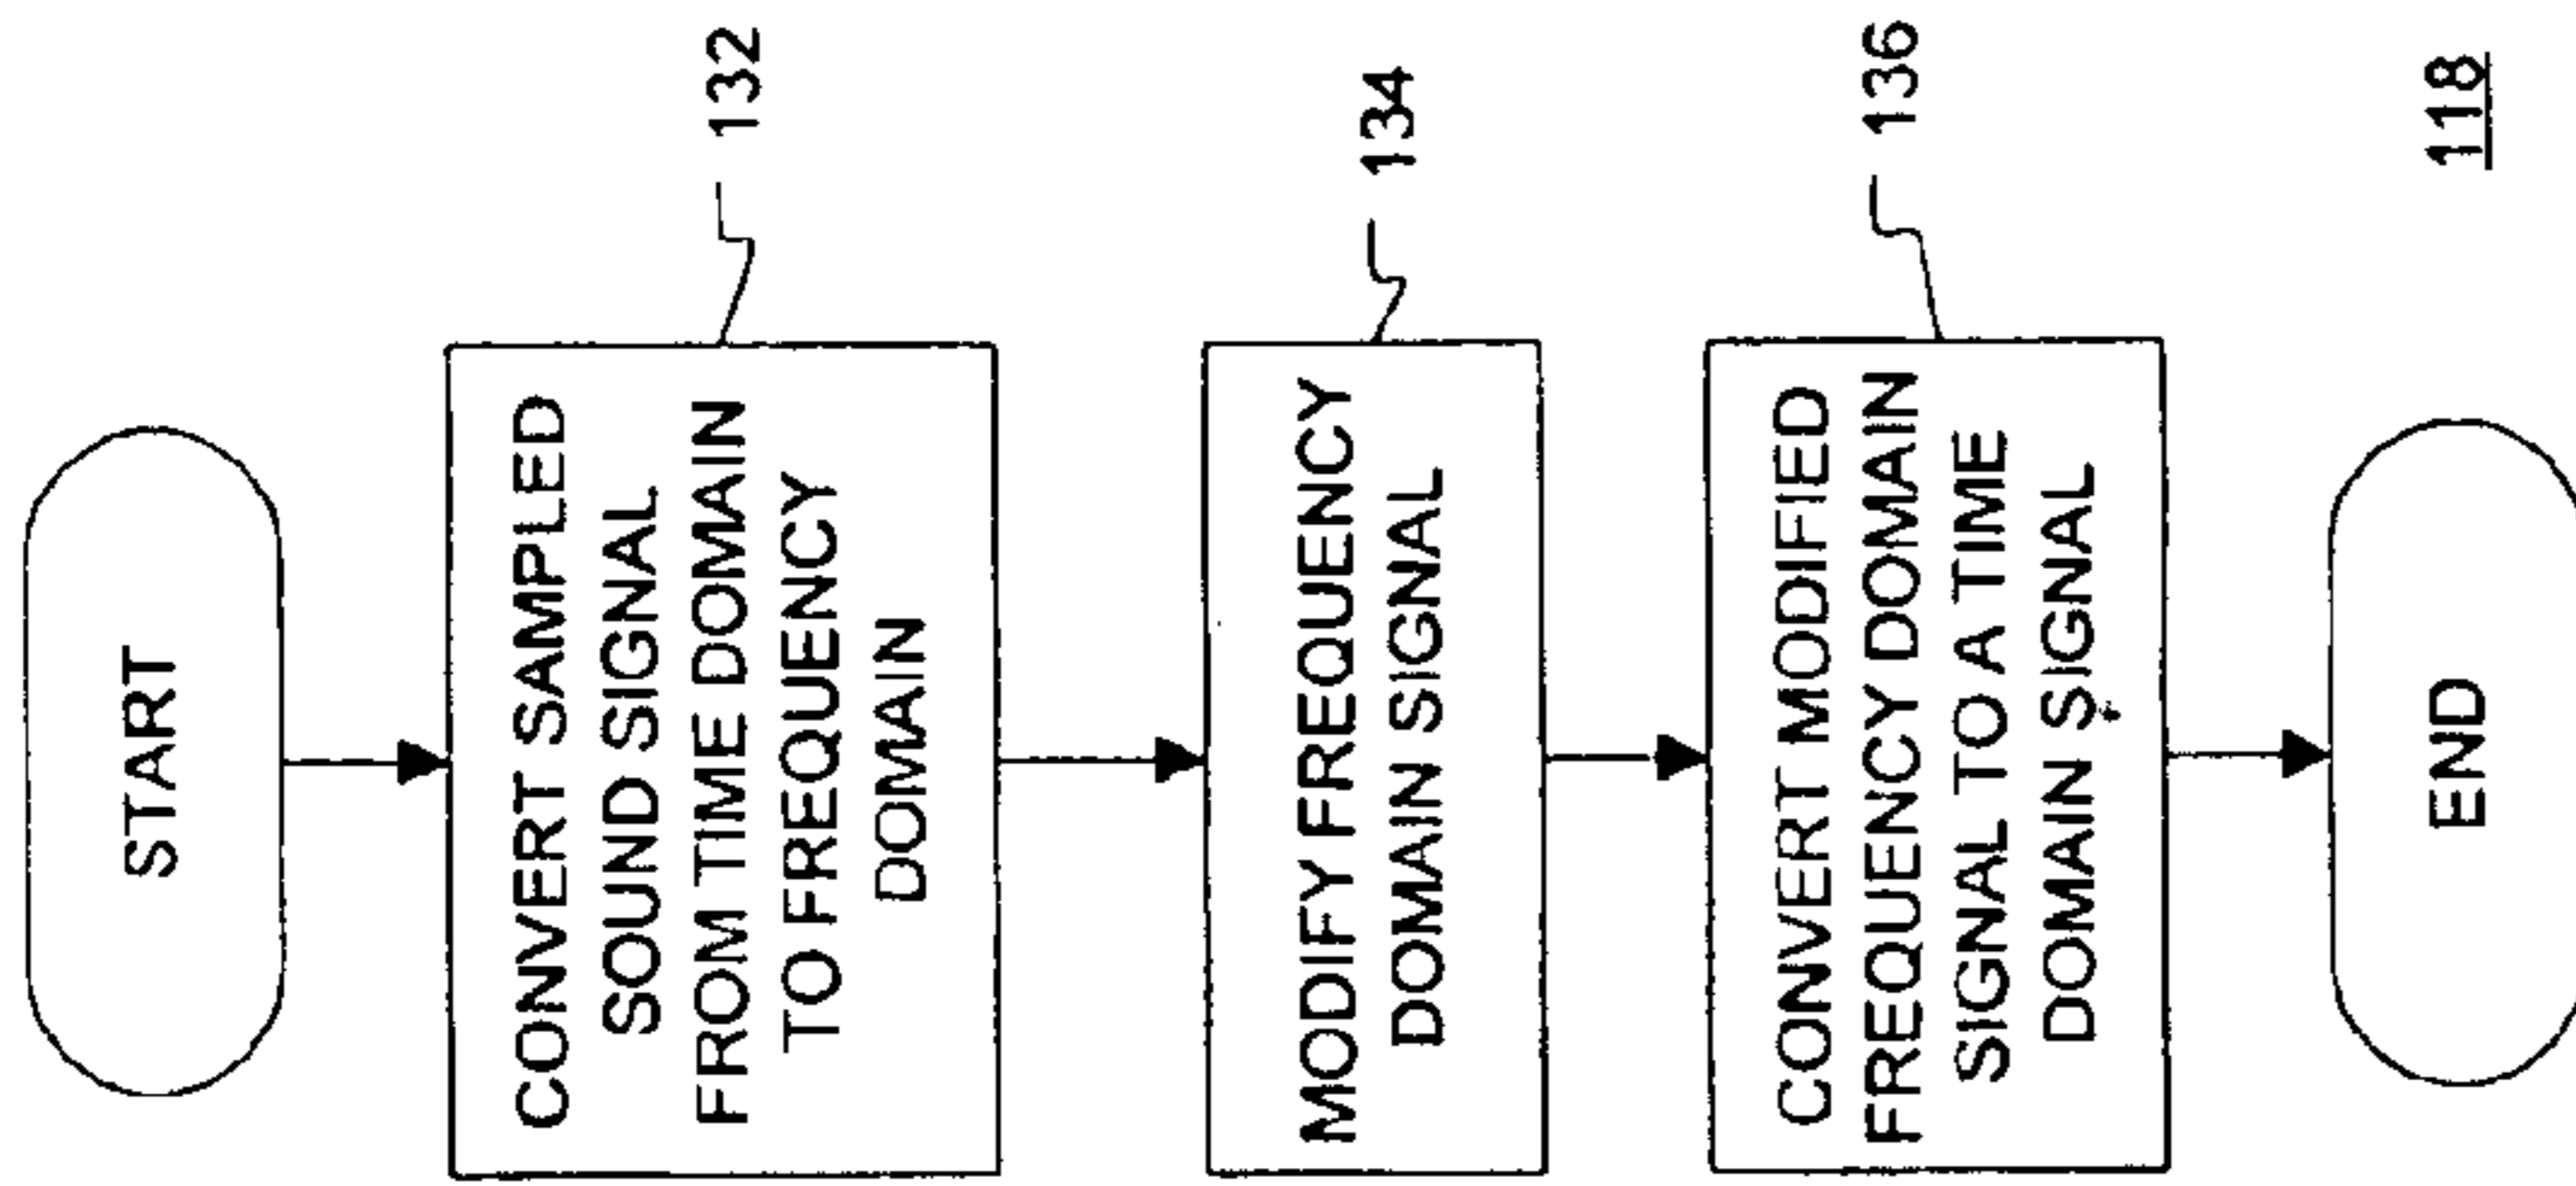 START
CONVERT SAMPLED
SOUND SIGNAL
FROM TIME DOMAIN
TO FREQUENCY
DOMAIN
132
MODIFY FREQUENCY
DOMAIN SIGNAL
134
CONVERT MODIFIED
FREQUENCY DOMAIN
SIGNAL TO A TIME
DOMAIN SIGNAL
136
END
118